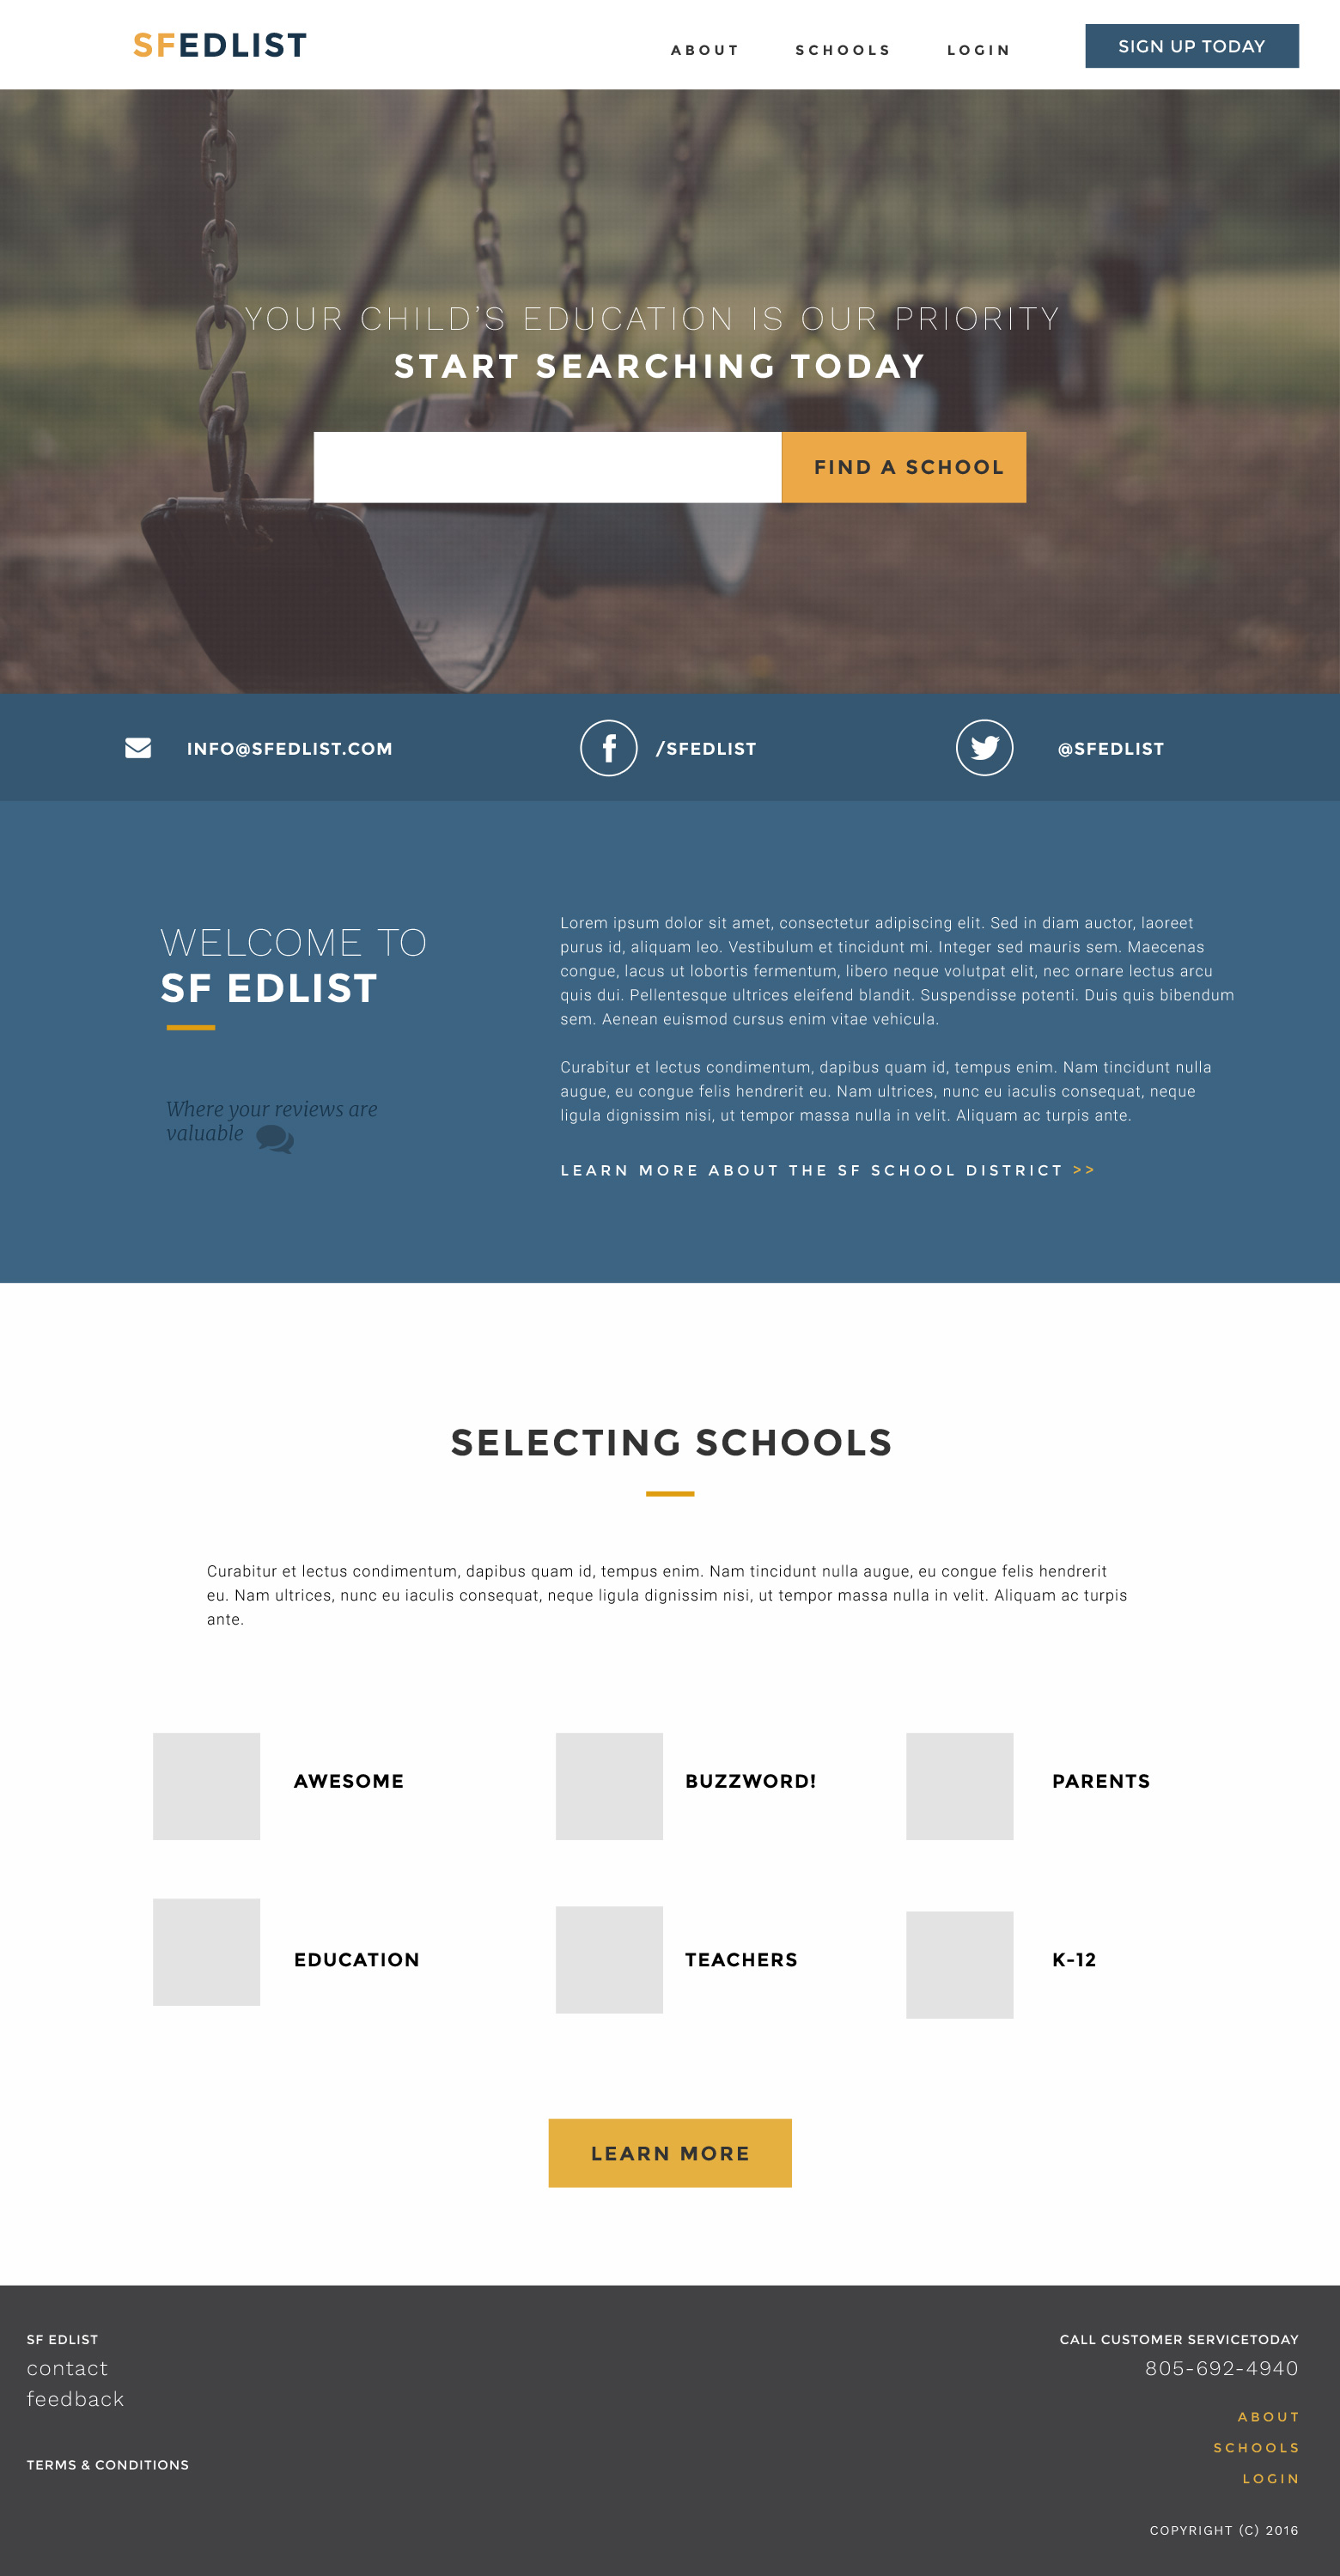 SFEDLIST
ABOUT SCHOOLS LOGIN SIGN UP TODAY
YOUR CHILD'S EDUCATION IS OUR PRIORITY
START SEARCHING TODAY
FIND A SCHOOL
INFO@SFEDLIST.COM /SFEDLIST @SFEDLIST
WELCOME TO
SF EDLIST
Where your reviews are
valuable
Lorem ipsum dolor sit amet, consectetur adipiscing elit. Sed in diam auctor, laoreet
purus id, aliquam leo. Vestibulum et tincidunt mi. Integer sed mauris sem. Maecenas
congue, lacus ut lobortis fermentum, libero neque volutpat elit, nec ornare lectus arcu
quis dui. Pellentesque ultrices eleifend blandit. Suspendisse potenti. Duis quis bibendum
sem. Aenean euismod cursus enim vitae vehicula.
Curabitur et lectus condimentum, dapibus quam id, tempus enim. Nam tincidunt nulla
augue, eu congue felis hendrerit eu. Nam ultrices, nunc eu iaculis consequat, neque
ligula dignissim nisi, ut tempor massa nulla in velit. Aliquam ac turpis ante.
LEARN MORE ABOUT THE SF SCHOOL DISTRICT >>
SELECTING SCHOOLS
Curabitur et lectus condimentum, dapibus quam id, tempus enim. Nam tincidunt nulla augue, eu congue felis hendrerit
eu. Nam ultrices, nunc eu iaculis consequat, neque ligula dignissim nisi, ut tempor massa nulla in velit. Aliquam ac turpis
ante.
AWESOME BUZZWORD! PARENTS
EDUCATION TEACHERS K-12
LEARN MORE
SF EDLIST
contact
feedback
TERMS & CONDITIONS
CALL CUSTOMER SERVICETODAY
805-692-4940
ABOUT
SCHOOLS
LOGIN
COPYRIGHT (C) 2016